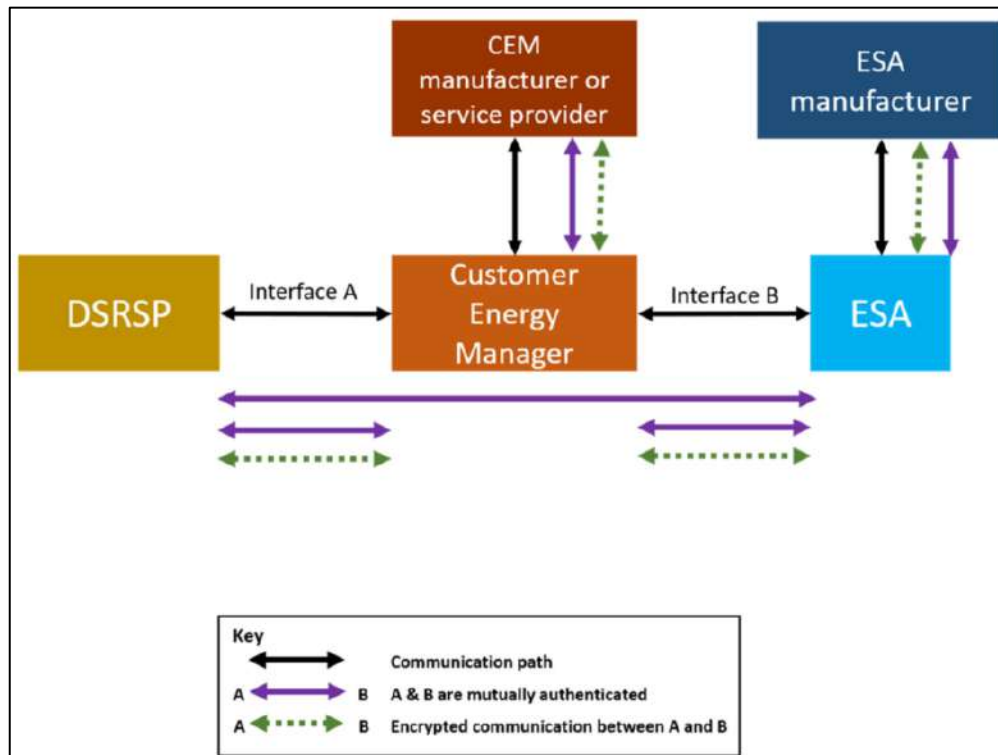 CEM
manufacturer or
service provider
ESA
manufacturer
DSRSP
Interface A
Customer
Energy
Manager
Interface B
ESA
Key
Communication path
A B A & B are mutually authenticated
A B Encrypted communication between A and B